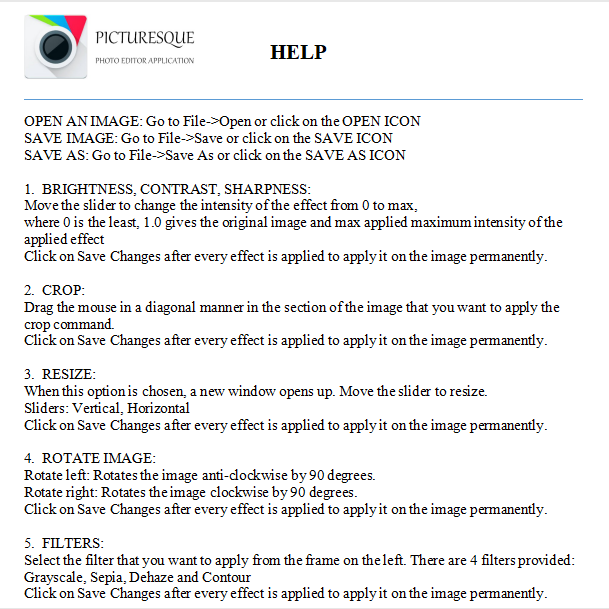 PICTURESQUE
PHOTO EDITOR APPLICATION
HELP
OPEN AN IMAGE: Go to File->Open or click on the OPEN ICON
SAVE IMAGE: Go to File->Save or click on the SAVE ICON
SAVE AS: Go to File->Save As or click on the SAVE AS ICON
1. BRIGHTNESS, CONTRAST, SHARPNESS:
Move the slider to change the intensity of the effect from 0 to max,
where 0 is the least, 1.0 gives the original image and max applied maximum intensity of the
applied effect
Click on Save Changes after every effect is applied to apply it on the image permanently.
2. CROP:
Drag the mouse in a diagonal manner in the section of the image that you want to apply the
crop command.
Click on Save Changes after every effect is applied to apply it on the image permanently.
3. RESIZE:
When this option is chosen, a new window opens up. Move the slider to resize.
Sliders: Vertical, Horizontal
Click on Save Changes after every effect is applied to apply it on the image permanently.
4. ROTATE IMAGE:
Rotate left: Rotates the image anti-clockwise by 90 degrees.
Rotate right: Rotates the image clockwise by 90 degrees.
Click on Save Changes after every effect is applied to apply it on the image permanently.
5. FILTERS:
Select the filter that you want to apply from the frame on the left. There are 4 filters provided:
Grayscale, Sepia, Dehaze and Contour
Click on Save Changes after every effect is applied to apply it on the image permanently.